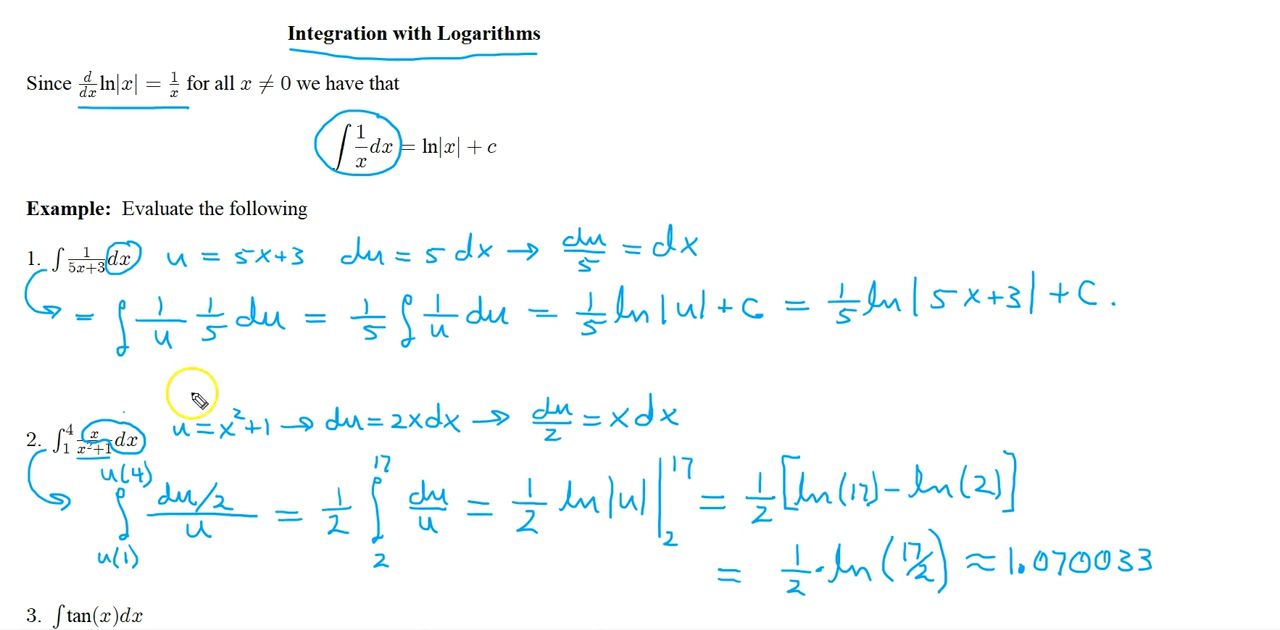 Integration with Logarithms
Since d/dx ln|x| = 1/x for all x ≠ 0 we have that
∫ 1/x dx = ln|x| + c
Example: Evaluate the following
1. ∫ 1/(5x+3) dx u = 5x+3 du = 5 dx → du/5 = dx
= ∫ 1/u 1/5 du = 1/5 ∫ 1/u du = 1/5 ln|u| + C = 1/5 ln|5x+3| + C.
2. ∫₁⁴ x/(x²+1) dx u = x²+1 → du = 2x dx → du/2 = x dx
∫_{u(1)}^{u(4)} (du/2)/u = 1/2 ∫₂¹⁷ du/u = 1/2 ln|u| |₂¹⁷ = 1/2 [ln(17) − ln(2)]
= 1/2 · ln(17/2) ≈ 1.070033
3. ∫ tan(x)dx